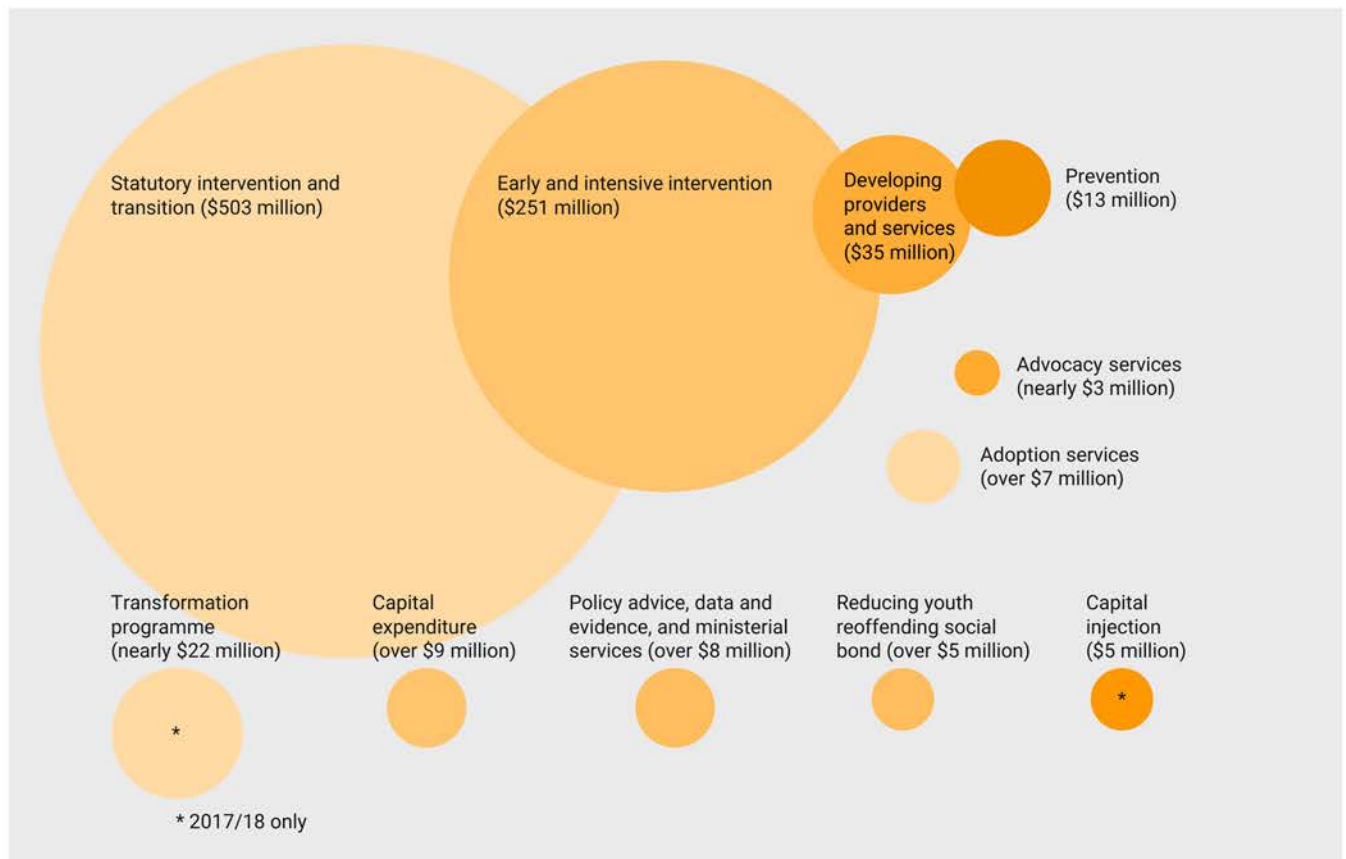 Statutory intervention and
transition ($503 million)
Early and intensive intervention
($251 million)
Developing
providers
and services
($35 million)
Prevention
($13 million)
Advocacy services
(nearly $3 million)
Adoption services
(over $7 million)
Transformation
programme
(nearly $22 million)
*
Capital
expenditure
(over $9 million)
Policy advice, data and
evidence, and ministerial
services (over $8 million)
Reducing youth
reoffending social
bond (over $5 million)
Capital
injection
($5 million)
*
* 2017/18 only